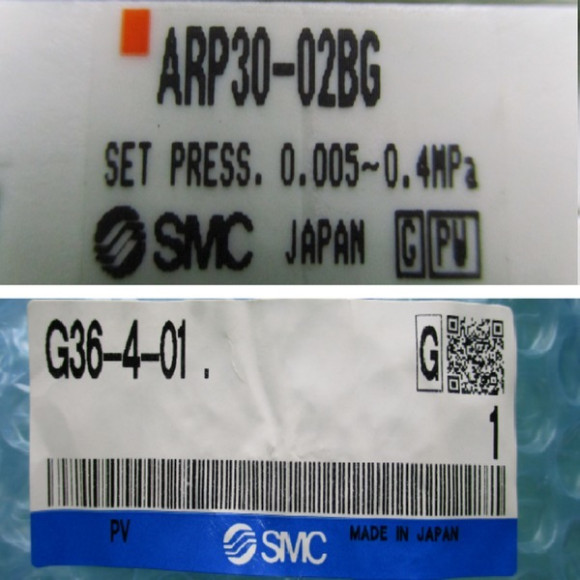 ARP30-02BG
SET PRESS. 0.005~0.4MPa
SMC JAPAN G PW
G36-4-01 . G
1
PV SMC MADE IN JAPAN